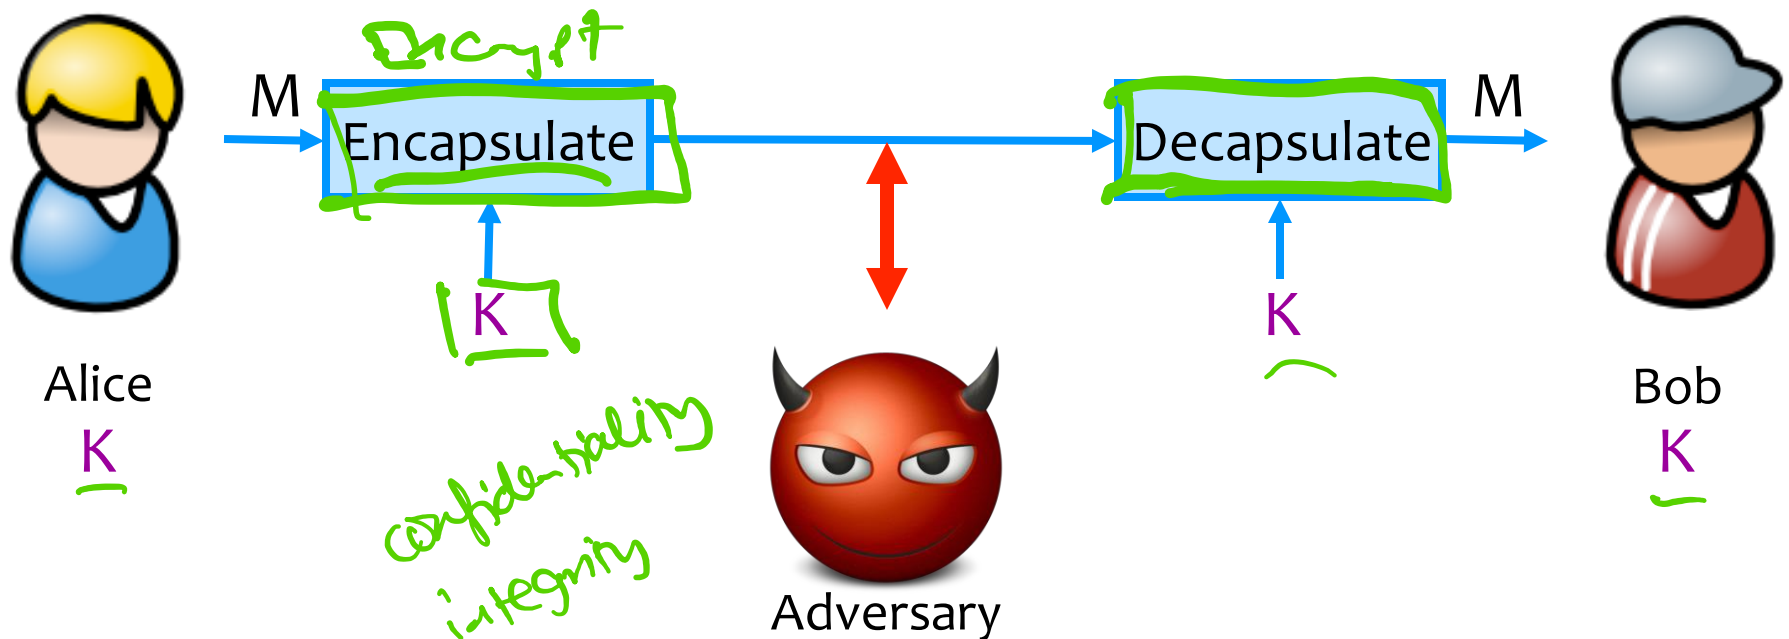 Encrypt
M
Encapsulate
Decapsulate
M
K
K
Alice
K
Bob
K
confidentiality
integrity
Adversary